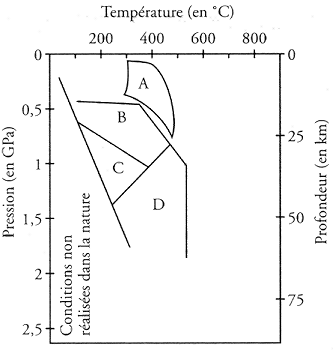 Température (en °C)
200 400 600 800
0
0,5
1
1,5
2
2,5
Pression (en GPa)
0
25
50
75
Profondeur (en km)
A
B
C
D
Conditions non
réalisées dans la nature